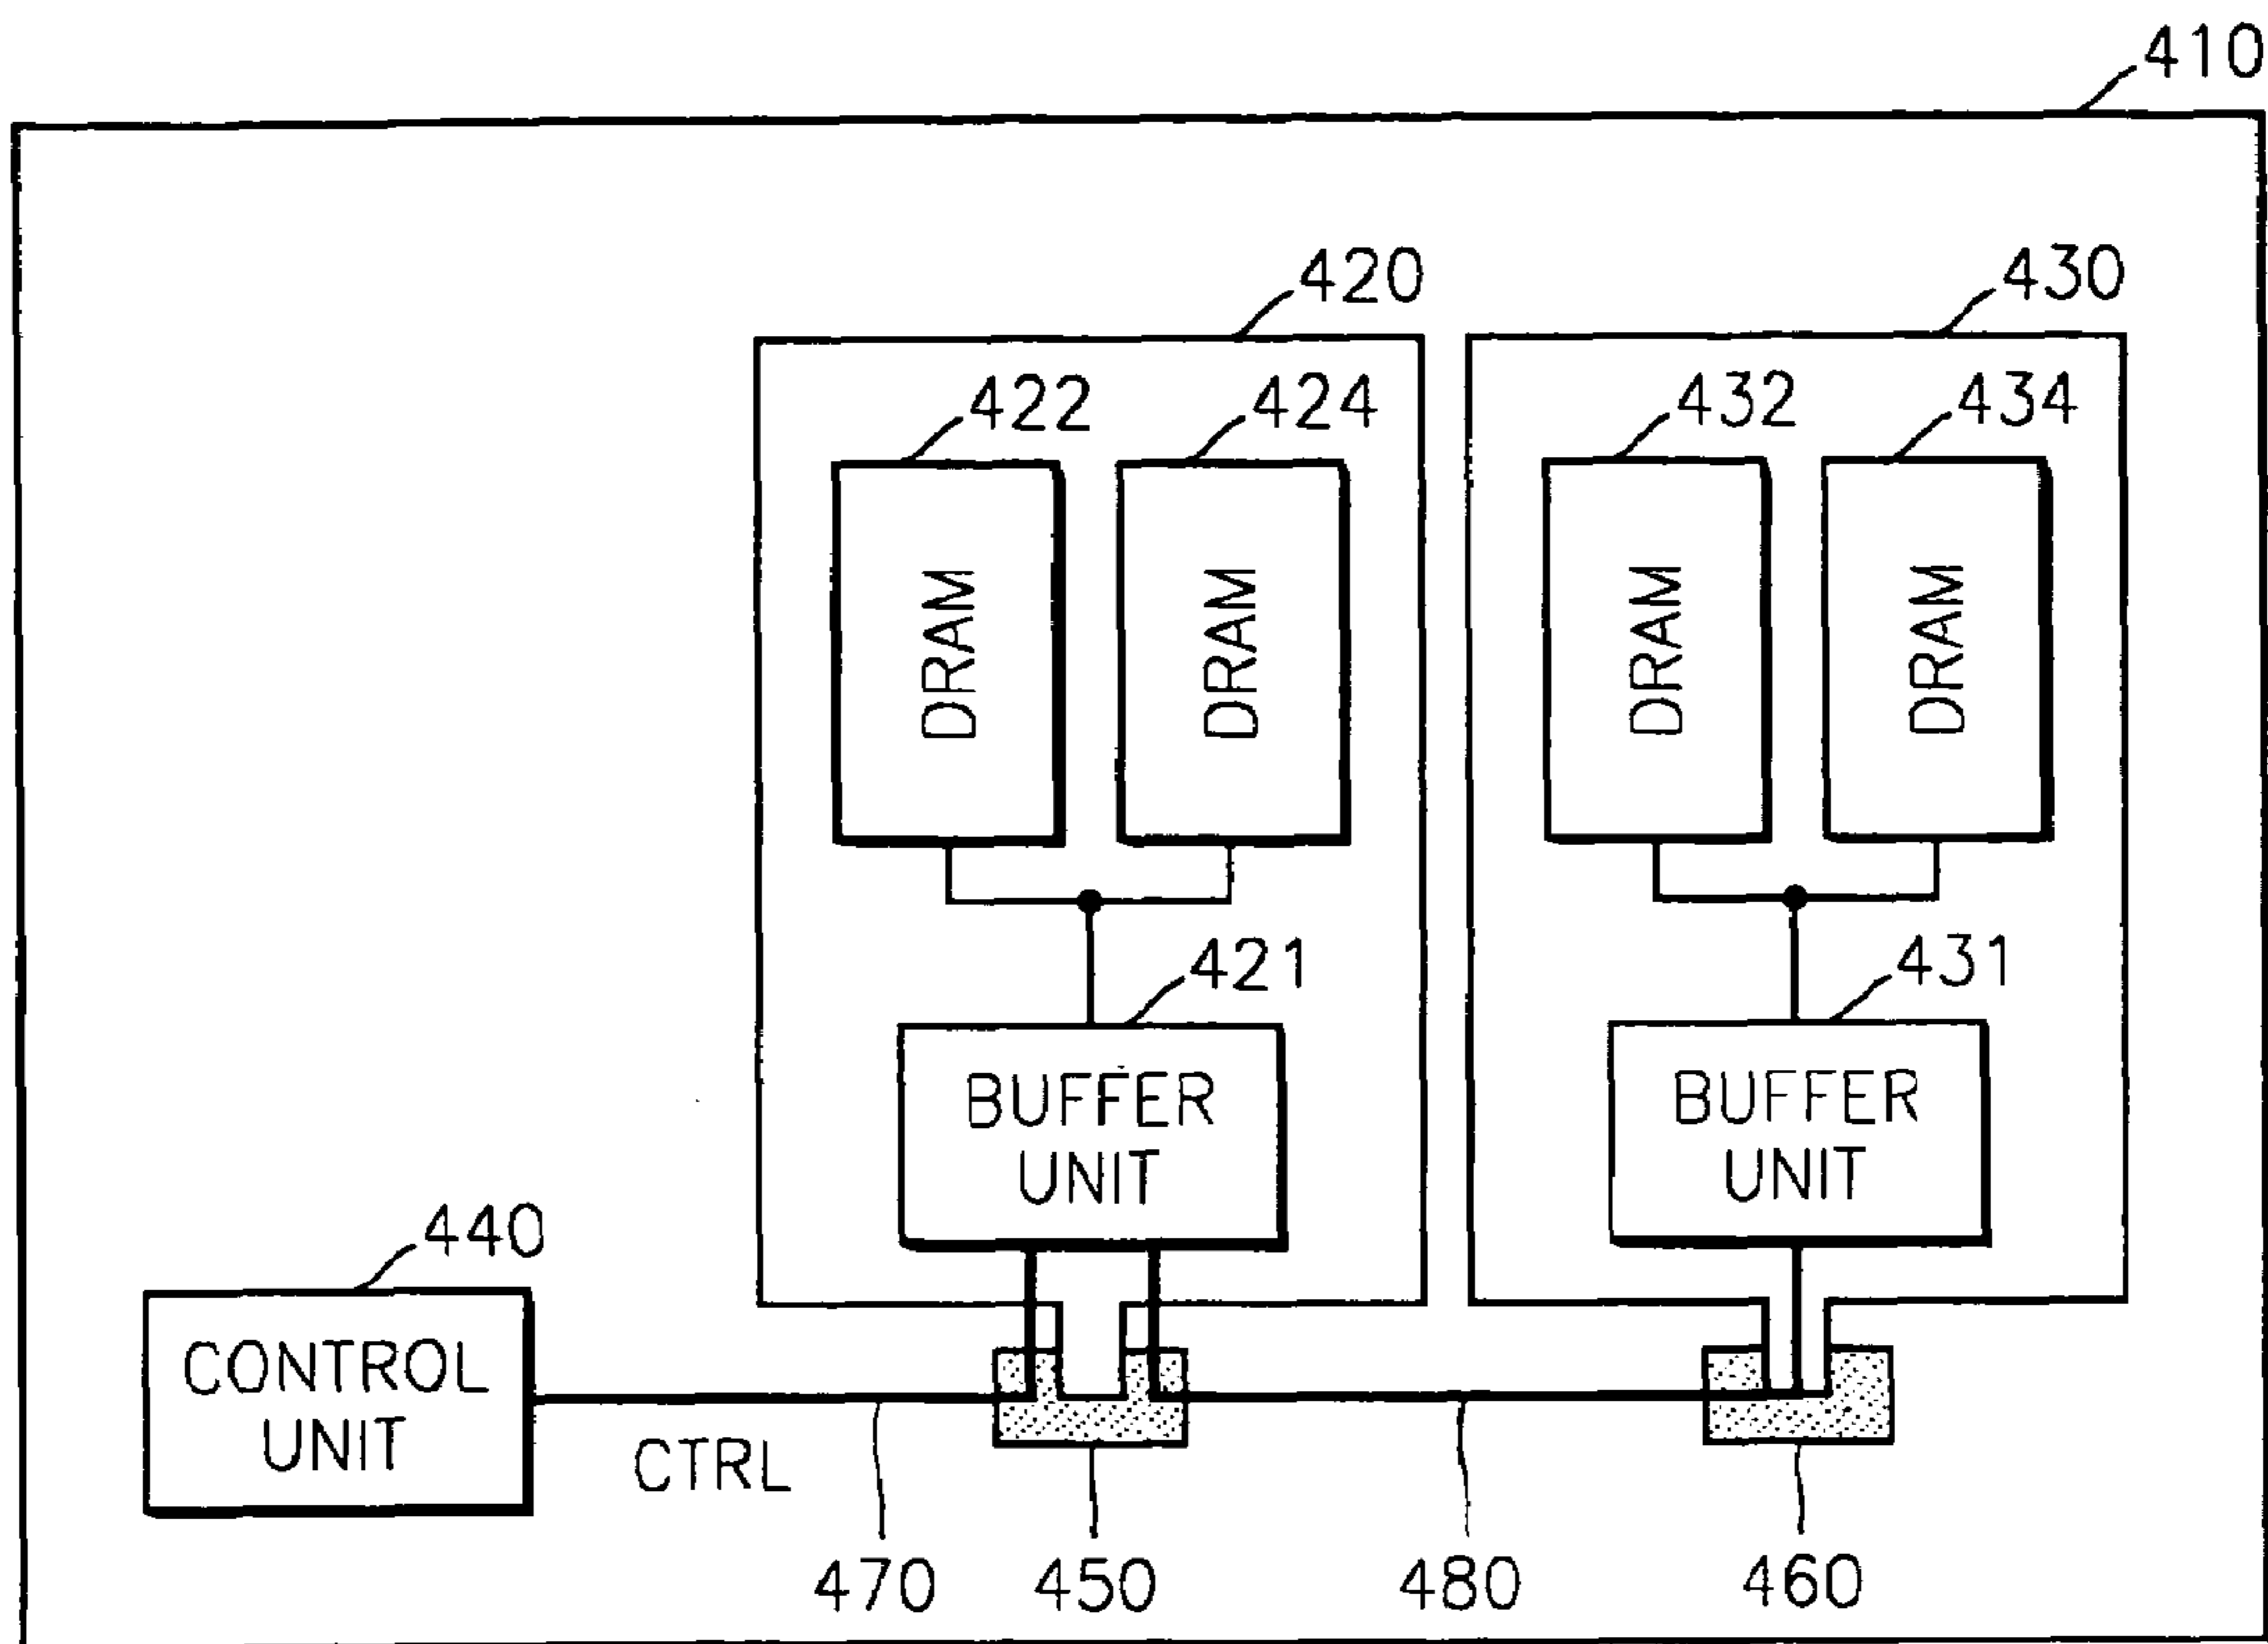 410
420
430
422
424
432
434
DRAM
DRAM
DRAM
DRAM
421
431
BUFFER
UNIT
BUFFER
UNIT
440
CONTROL
UNIT
CTRL
470
450
480
460